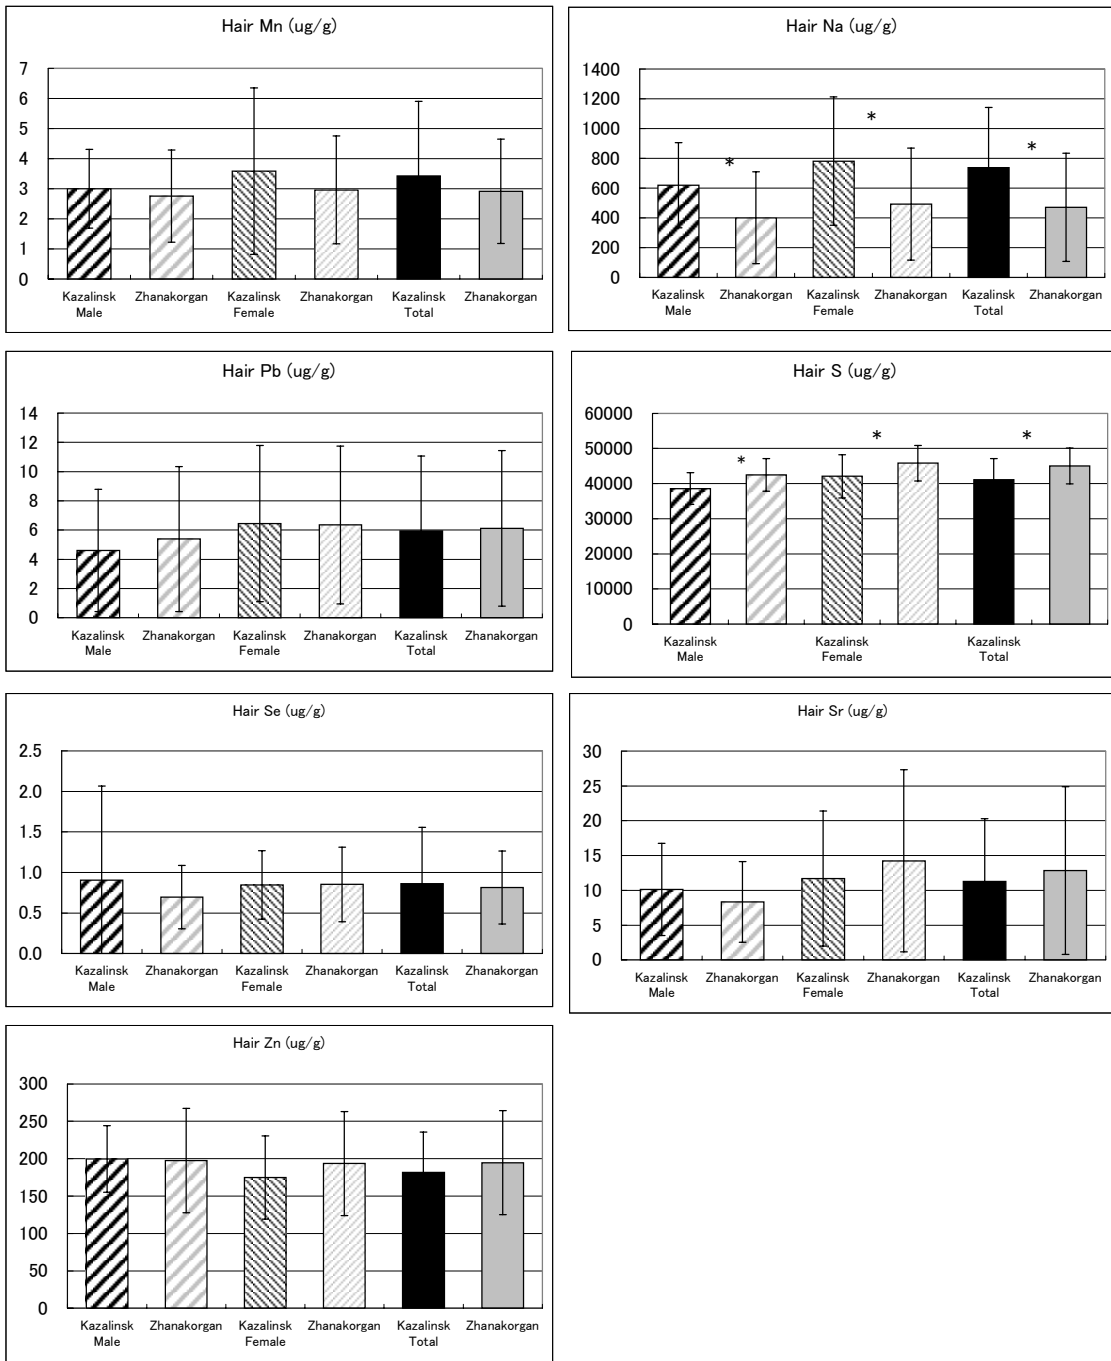 Hair Mn (ug/g)
7
6
5
4
3
2
1
0
Kazalinsk Zhanakorgan Kazalinsk Zhanakorgan Kazalinsk Zhanakorgan
Male Female Total
Hair Na (ug/g)
1400
1200
1000
800
600
400
200
0
*
*
*
Kazalinsk Zhanakorgan Kazalinsk Zhanakorgan Kazalinsk Zhanakorgan
Male Female Total
Hair Pb (ug/g)
14
12
10
8
6
4
2
0
Kazalinsk Zhanakorgan Kazalinsk Zhanakorgan Kazalinsk Zhanakorgan
Male Female Total
Hair S (ug/g)
60000
50000
40000
30000
20000
10000
0
*
*
*
Kazalinsk Kazalinsk Kazalinsk
Male Female Total
Hair Se (ug/g)
2.5
2.0
1.5
1.0
0.5
0.0
Kazalinsk Zhanakorgan Kazalinsk Zhanakorgan Kazalinsk Zhanakorgan
Male Female Total
Hair Sr (ug/g)
30
25
20
15
10
5
0
Kazalinsk Zhanakorgan Kazalinsk Zhanakorgan Kazalinsk Zhanakorgan
Male Female Total
Hair Zn (ug/g)
300
250
200
150
100
50
0
Kazalinsk Zhanakorgan Kazalinsk Zhanakorgan Kazalinsk Zhanakorgan
Male Female Total